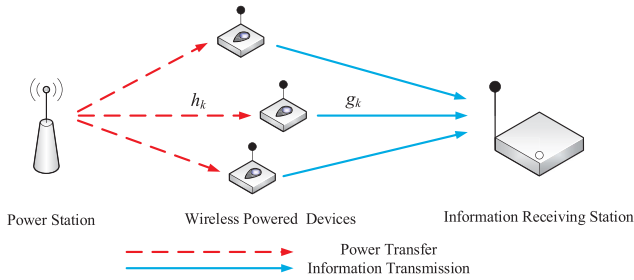 h_k
g_k
Power Station
Wireless Powered Devices
Information Receiving Station
Power Transfer
Information Transmission